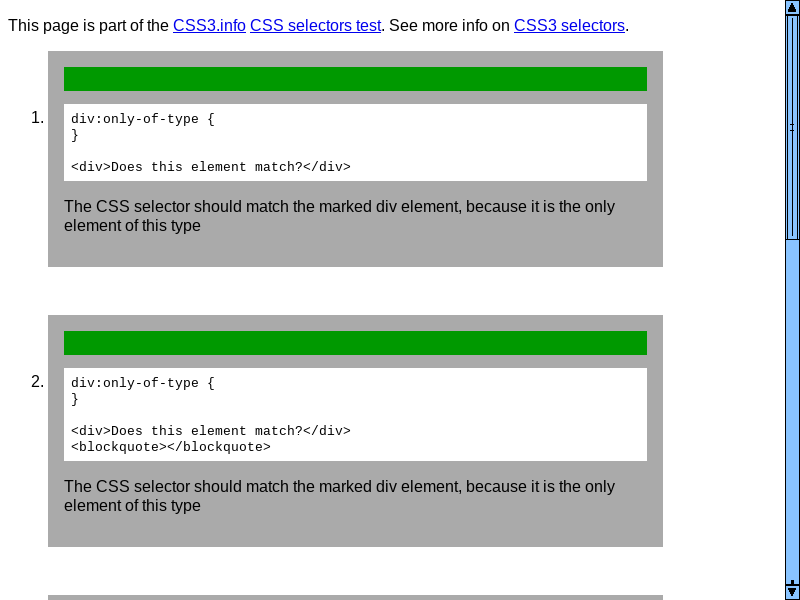 This page is part of the CSS3.info CSS selectors test. See more info on CSS3 selectors.
1.
div:only-of-type {
}
<div>Does this element match?</div>
The CSS selector should match the marked div element, because it is the only
element of this type
2.
div:only-of-type {
}
<div>Does this element match?</div>
<blockquote></blockquote>
The CSS selector should match the marked div element, because it is the only
element of this type